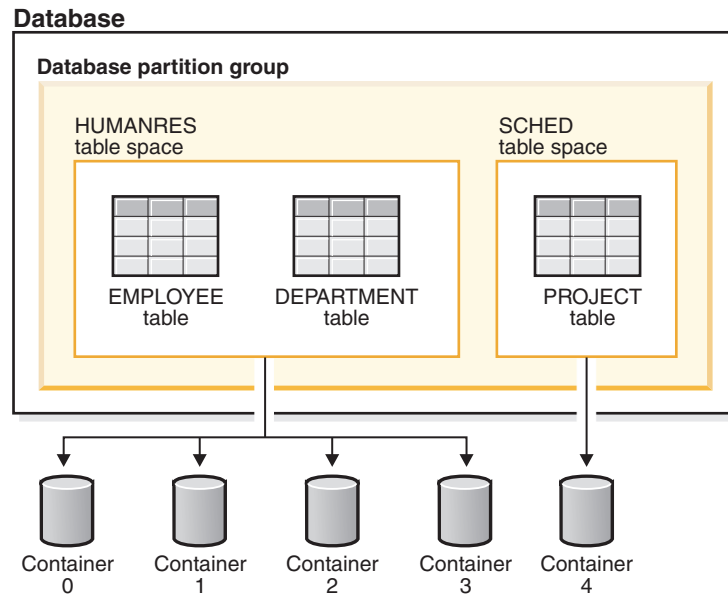 Database
Database partition group
HUMANRES
table space
SCHED
table space
EMPLOYEE
table
DEPARTMENT
table
PROJECT
table
Container
0
Container
1
Container
2
Container
3
Container
4